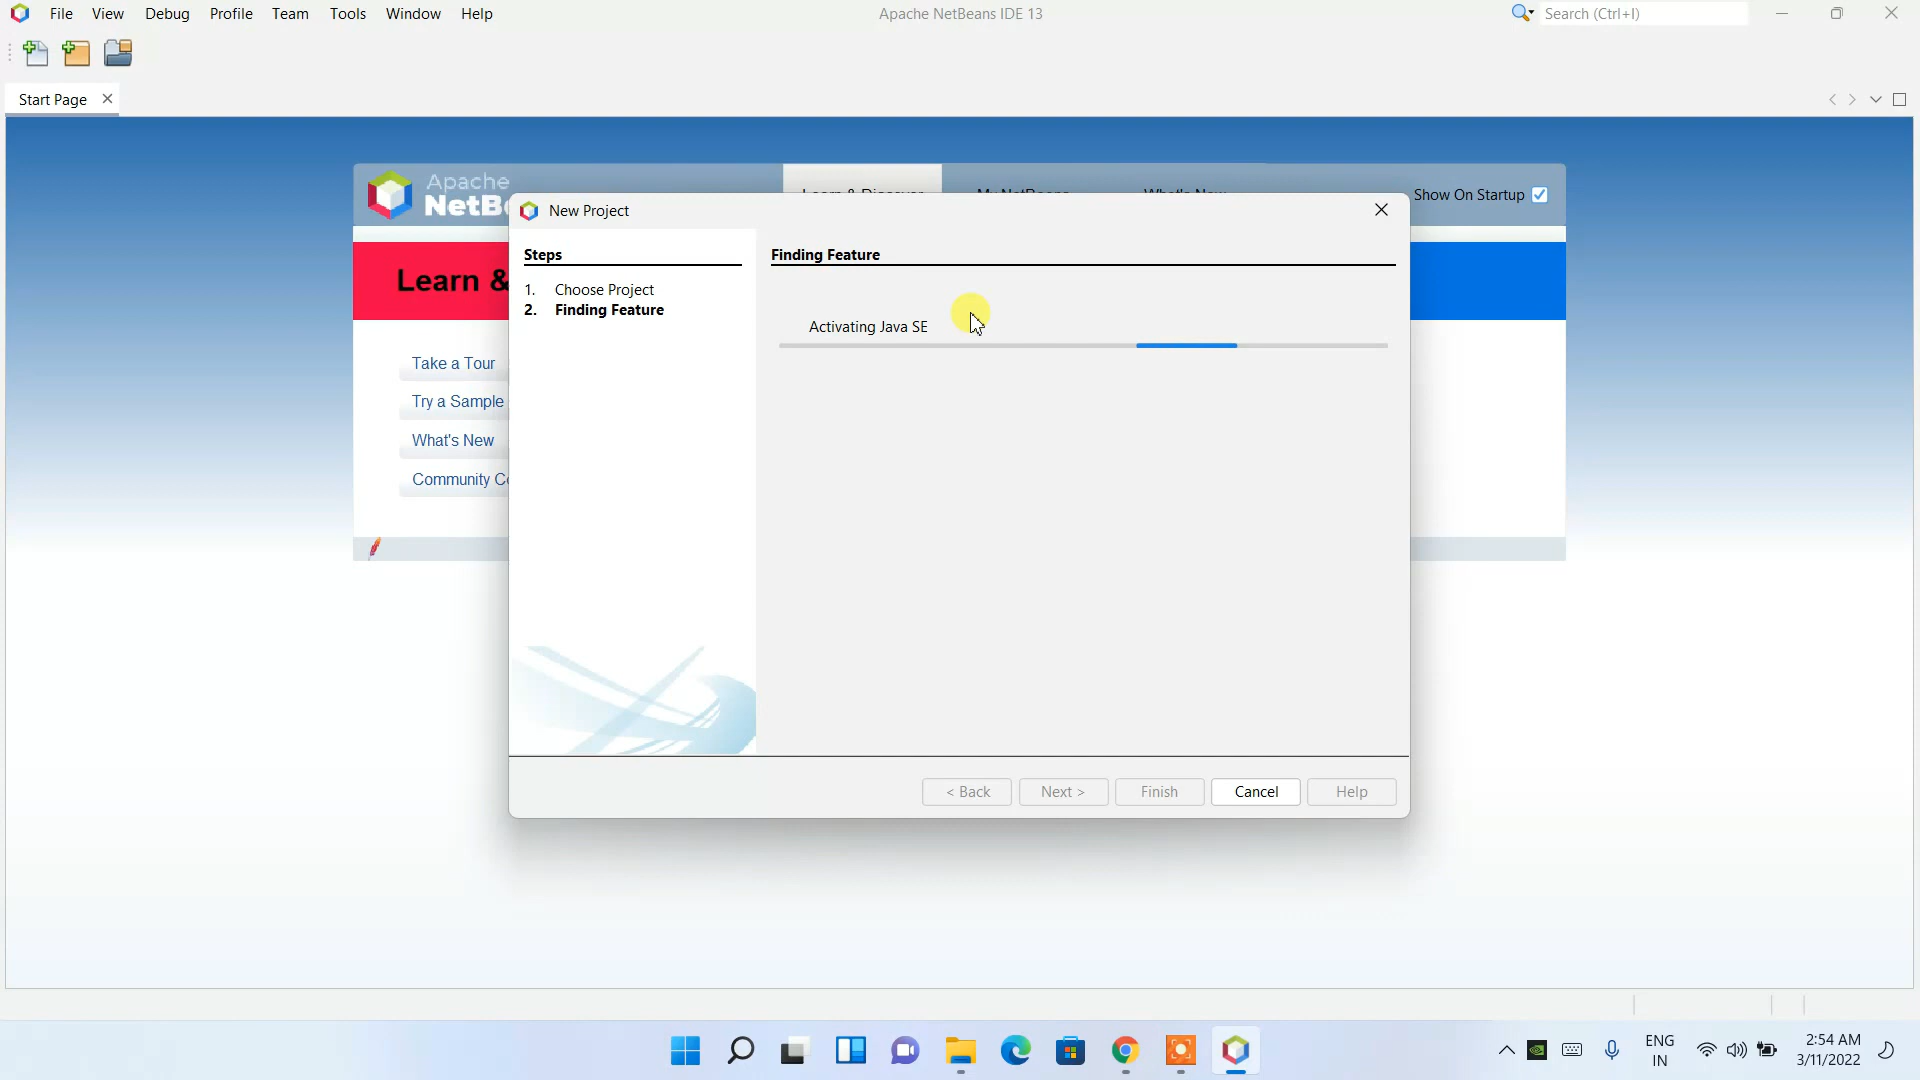 File View Debug Profile Team Tools Window Help
Apache NetBeans IDE 13
Search (Ctrl+I)
Start Page
Apache
NetBe
Show On Startup
New Project
Learn &
Steps
1. Choose Project
2. Finding Feature
Finding Feature
Activating Java SE
Take a Tour
Try a Sample
What's New
Community C
< Back Next > Finish Cancel Help
ENG
IN
2:54 AM
3/11/2022